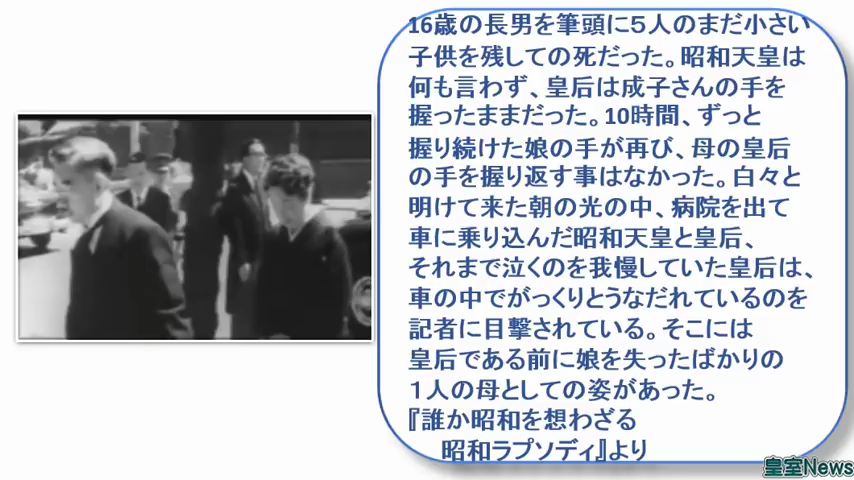 16歳の長男を筆頭に５人のまだ小さい
子供を残しての死だった。昭和天皇は
何も言わず、皇后は成子さんの手を
握ったままだった。10時間、ずっと
握り続けた娘の手が再び、母の皇后
の手を握り返す事はなかった。白々と
明けて来た朝の光の中、病院を出て
車に乗り込んだ昭和天皇と皇后、
それまで泣くのを我慢していた皇后は、
車の中でがっくりとうなだれているのを
記者に目撃されている。そこには
皇后である前に娘を失ったばかりの
１人の母としての姿があった。
『誰か昭和を想わざる
昭和ラプソディ』より
皇室News